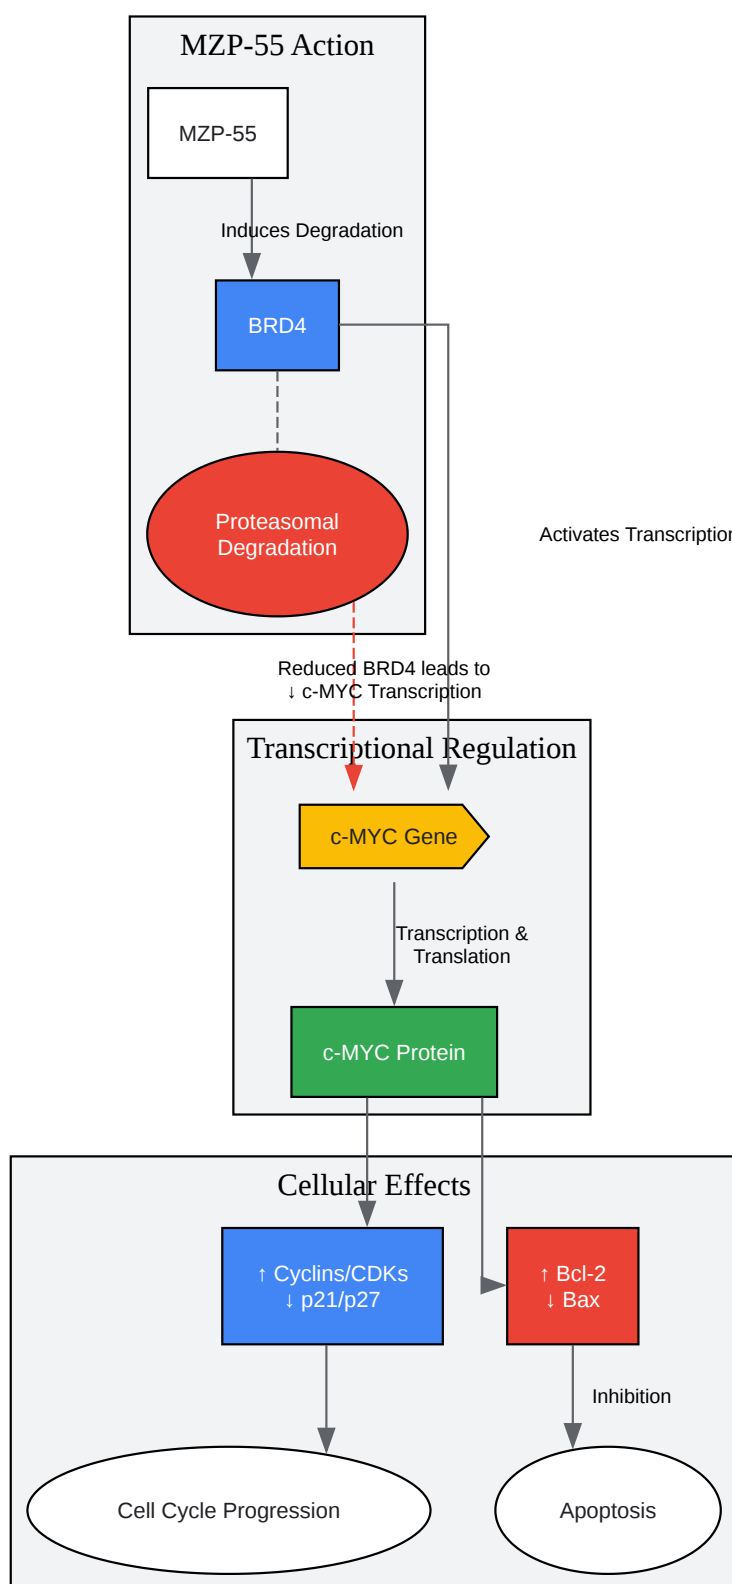 MZP-55 Action
MZP-55
Induces Degradation
BRD4
Proteasomal
Degradation
Activates Transcription
Reduced BRD4 leads to
↓ c-MYC Transcription
Transcriptional Regulation
c-MYC Gene
Transcription &
Translation
c-MYC Protein
Cellular Effects
↑ Cyclins/CDKs
↓ p21/p27
↑ Bcl-2
↓ Bax
Inhibition
Cell Cycle Progression
Apoptosis